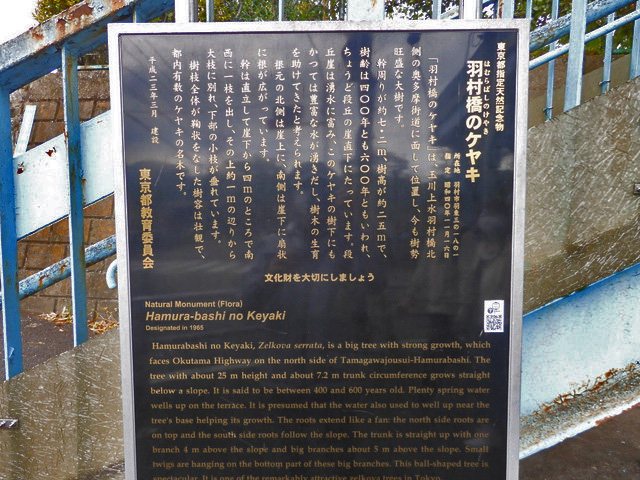 東京都指定天然記念物
はむらばしのけやき
羽村橋のケヤキ
所在地 羽村市羽東三の一八の一
指定 昭和四〇年一一月一六日
「羽村橋のケヤキ」は、玉川上水羽村橋北
側の奥多摩街道に面して位置し、今も樹勢
旺盛な大樹です。
幹周りが約七・二m、樹高が約二五mで、
樹齢は四〇〇年とも六〇〇年ともいわれ、
ちょうど段丘の崖直下にたっています。段
丘崖は湧水に富み、このケヤキの樹下にも
かつては豊富な水が湧きだし、樹木の生育
を助けてきたと考えられます。
根元の北側は崖上に、南側は崖下に扇状
に根が広がっています。
幹は直立して崖下から四mのところで南
西に一枝を出し、その上約一mの辺りから
大枝に別れ、下部の小枝が垂れています。
樹枝全体が鞠状をなした樹容は壮観で、
都内有数のケヤキの名木です。
平成二三年三月 建設
東京都教育委員会
文化財を大切にしましょう
Natural Monument (Flora)
Hamura-bashi no Keyaki
Designated in 1965
Hamurabashi no Keyaki, Zelkova serrata, is a big tree with strong growth, which
faces Okutama Highway on the north side of Tamagawajousui-Hamurabashi. The
tree with about 25 m height and about 7.2 m trunk circumference grows straight
below a slope. It is said to be between 400 and 600 years old. Plenty spring water
wells up on the terrace. It is presumed that the water also used to well up near the
tree's base helping its growth. The roots extend like a fan: the north side roots are
on top and the south side roots follow the slope. The trunk is straight up with one
branch 4 m above the slope and big branches about 5 m above the slope. Small
twigs are hanging on the bottom part of these big branches. This ball-shaped tree is
spectacular. It is one of the remarkably attractive zelkova trees in Tokyo.